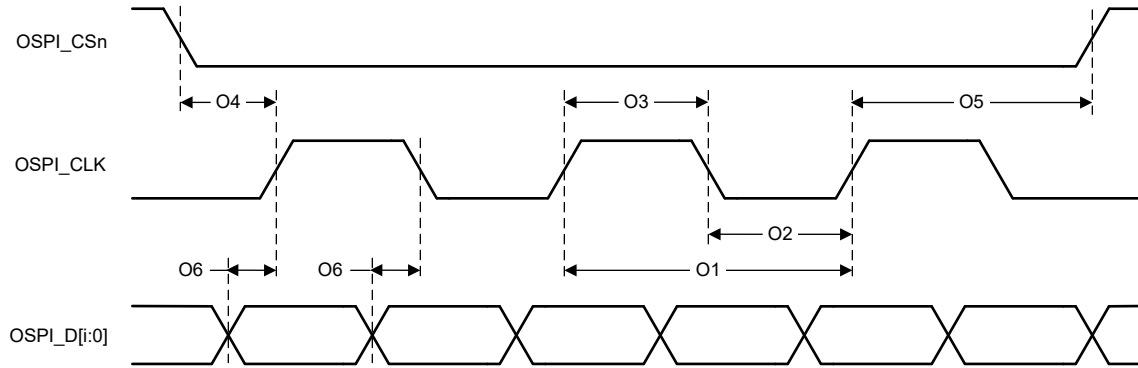 OSPI_CSn
O4
O3
O5
OSPI_CLK
O2
O6
O6
O1
OSPI_D[i:0]